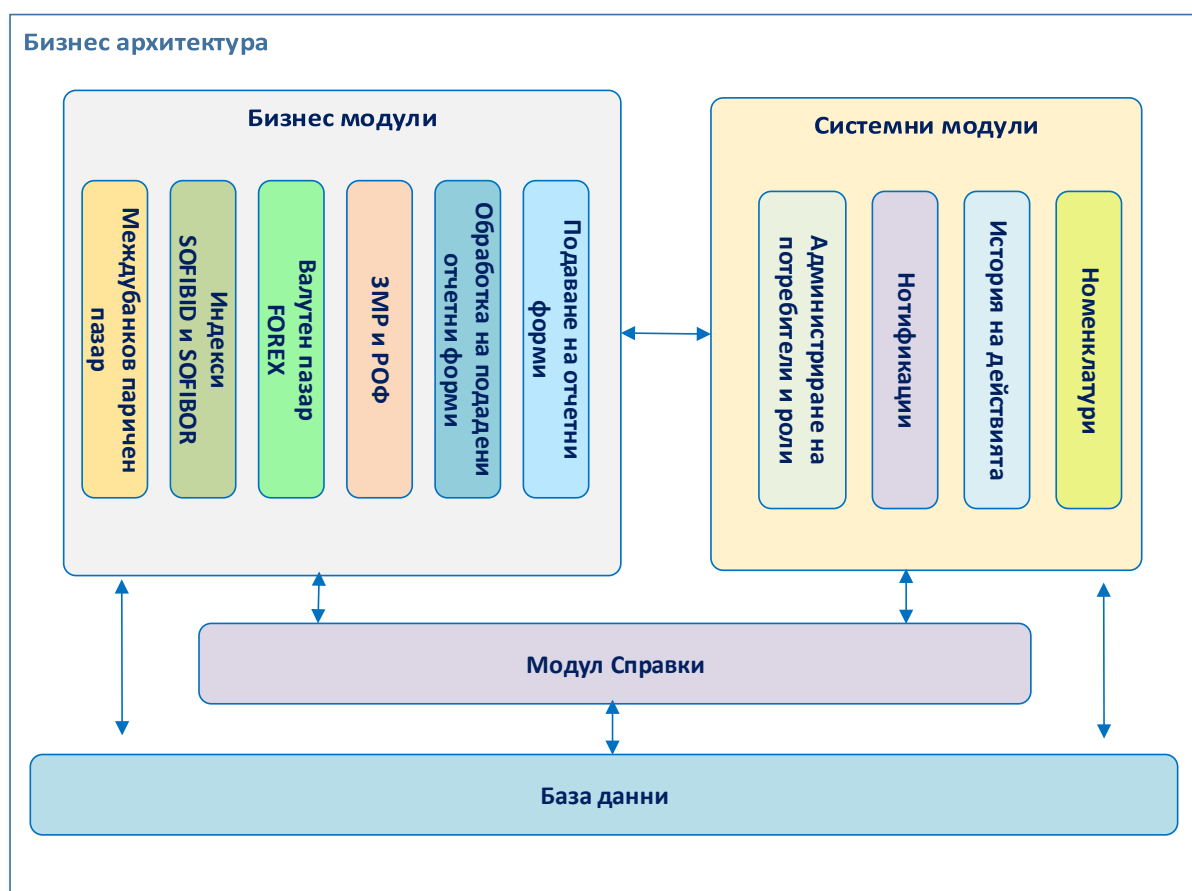 Бизнес архитектура
Бизнес модули
Системни модули
Междубанков паричен
пазар
Индекси
SOFIBID и SOFIBOR
Валутен пазар
FOREX
ЗМР и РОФ
Обработка на подадени
отчетни форми
Подаване на отчетни
форми
Администриране на
потребители и роли
Нотификации
История на действията
Номенклатури
Модул Справки
База данни